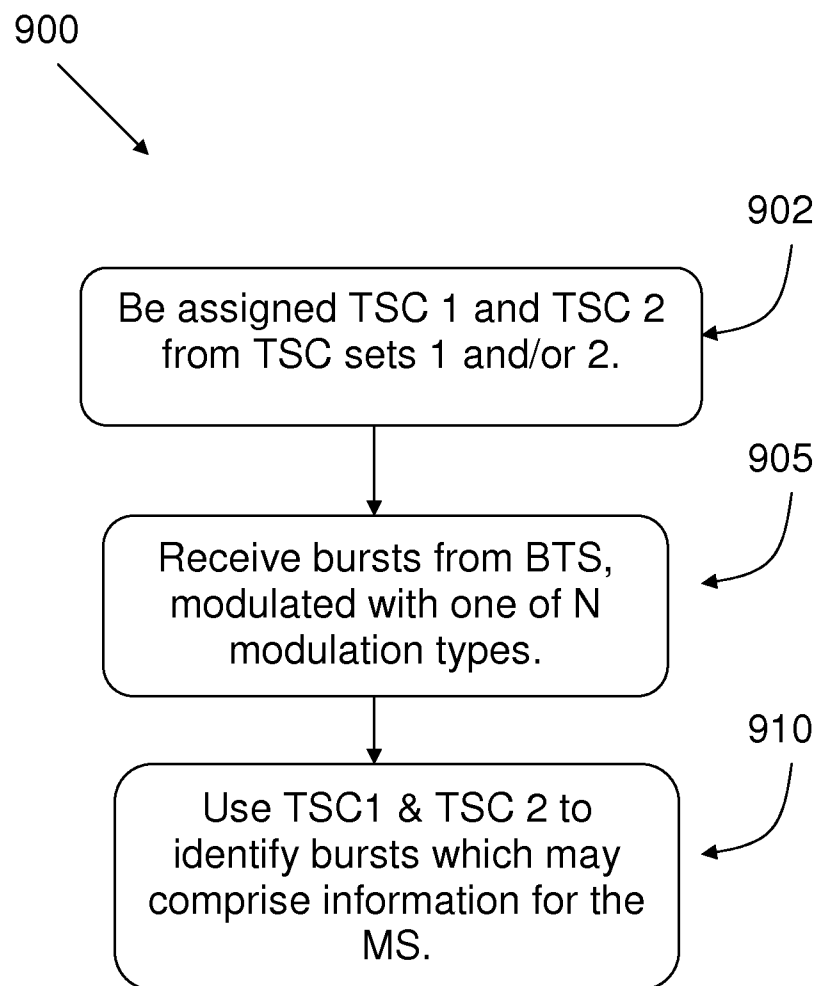 900
902
Be assigned TSC 1 and TSC 2
from TSC sets 1 and/or 2.
905
Receive bursts from BTS,
modulated with one of N
modulation types.
910
Use TSC1 & TSC 2 to
identify bursts which may
comprise information for the
MS.